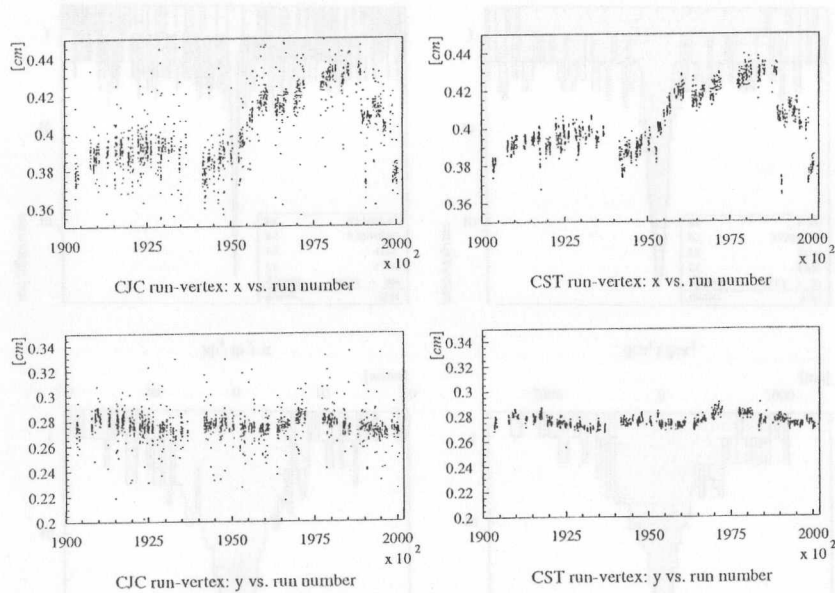 [cm]
0.44
0.42
0.4
0.38
0.36
1900 1925 1950 1975 2000
x 10 2
CJC run-vertex: x vs. run number
[cm]
0.44
0.42
0.4
0.38
0.36
1900 1925 1950 1975 2000
x 10 2
CST run-vertex: x vs. run number
[cm]
0.34
0.32
0.3
0.28
0.26
0.24
0.22
0.2
1900 1925 1950 1975 2000
x 10 2
CJC run-vertex: y vs. run number
[cm]
0.34
0.32
0.3
0.28
0.26
0.24
0.22
0.2
1900 1925 1950 1975 2000
x 10 2
CST run-vertex: y vs. run number